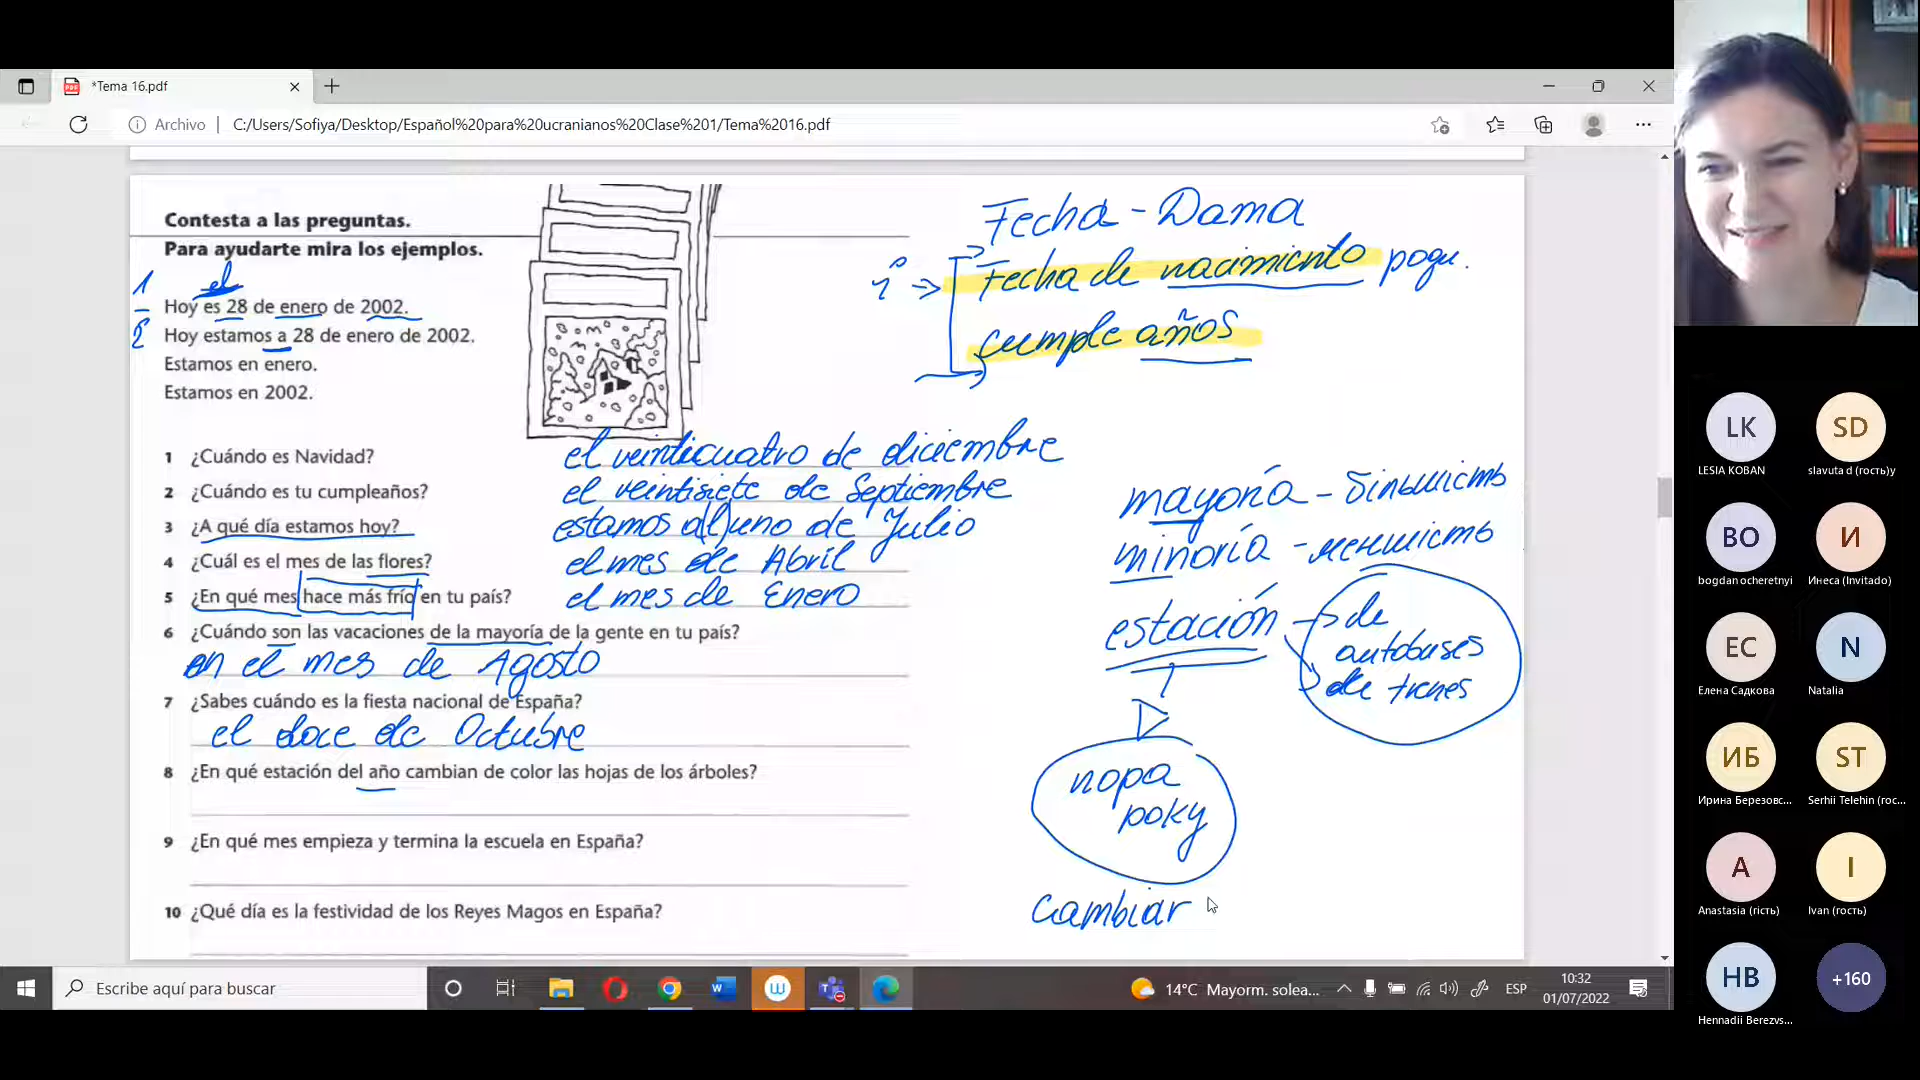 *Tema 16.pdf
Archivo | C:/Users/Sofiya/Desktop/Español%20para%20ucranianos%20Clase%201/Tema%2016.pdf
Contesta a las preguntas.
Para ayudarte mira los ejemplos.
1 el
Hoy es 28 de enero de 2002.
2 Hoy estamos a 28 de enero de 2002.
Estamos en enero.
Estamos en 2002.
1 ¿Cuándo es Navidad? el veinticuatro de diciembre
2 ¿Cuándo es tu cumpleaños? el veintisiete de Septiembre
3 ¿A qué día estamos hoy? estamos a(l) uno de Julio
4 ¿Cuál es el mes de las flores? el mes de Abril
5 ¿En qué mes hace más frío en tu país? el mes de Enero
6 ¿Cuándo son las vacaciones de la mayoría de la gente en tu país?
en el mes de Agosto
7 ¿Sabes cuándo es la fiesta nacional de España?
el doce de Octubre
8 ¿En qué estación del año cambian de color las hojas de los árboles?
9 ¿En qué mes empieza y termina la escuela en España?
10 ¿Qué día es la festividad de los Reyes Magos en España?
Fecha - Дата
Fecha de nacimiento
cumple años
mayoría - більшість
minoría - меншість
estación
de
autobuses
de trenes
пора
року
cambiar
LK
LESIA KOBAN
SD
slavuta d (гость)y
BO
bogdan ocheretnyi
И
Инеса (Invitado)
ЕС
Елена Садкова
N
Natalia
ИБ
Ирина Березовс...
ST
Serhii Telehin (гос...
A
Anastasia (гість)
I
Ivan (гость)
HB
Hennadii Berezvs...
+160
Escribe aquí para buscar
14°C Mayorm. solea...
ESP
10:32
01/07/2022